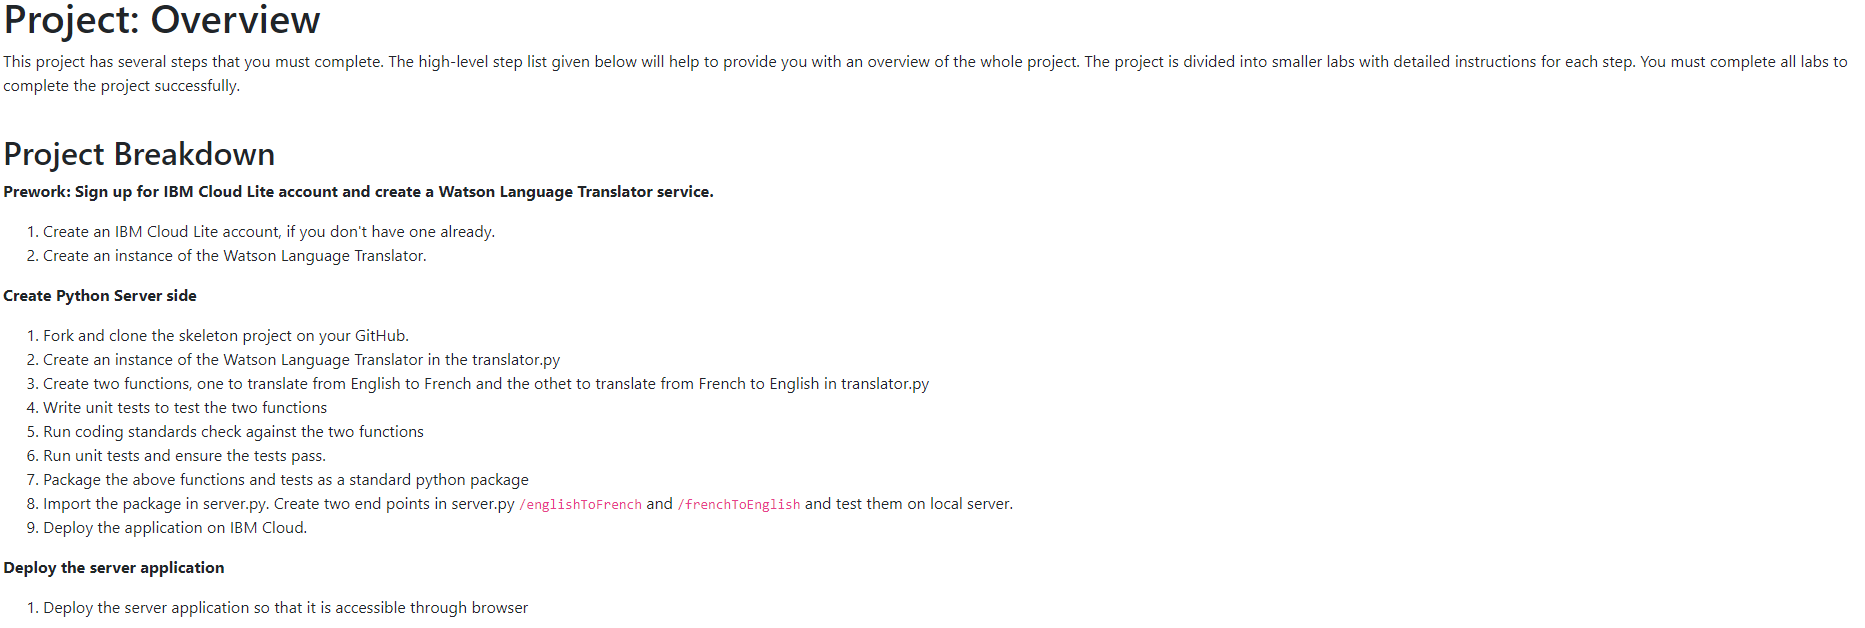 Project: Overview
This project has several steps that you must complete. The high-level step list given below will help to provide you with an overview of the whole project. The project is divided into smaller labs with detailed instructions for each step. You must complete all labs to
complete the project successfully.
Project Breakdown
Prework: Sign up for IBM Cloud Lite account and create a Watson Language Translator service.
1. Create an IBM Cloud Lite account, if you don't have one already.
2. Create an instance of the Watson Language Translator.
Create Python Server side
1. Fork and clone the skeleton project on your GitHub.
2. Create an instance of the Watson Language Translator in the translator.py
3. Create two functions, one to translate from English to French and the othet to translate from French to English in translator.py
4. Write unit tests to test the two functions
5. Run coding standards check against the two functions
6. Run unit tests and ensure the tests pass.
7. Package the above functions and tests as a standard python package
8. Import the package in server.py. Create two end points in server.py /englishToFrench and /frenchToEnglish and test them on local server.
9. Deploy the application on IBM Cloud.
Deploy the server application
1. Deploy the server application so that it is accessible through browser